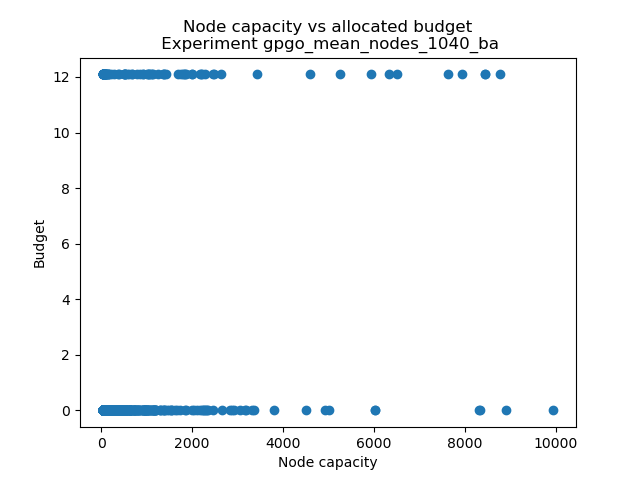 Node capacity vs allocated budget
Experiment gpgo_mean_nodes_1040_ba
12
10
8
6
4
2
0
Budget
0 2000 4000 6000 8000 10000
Node capacity